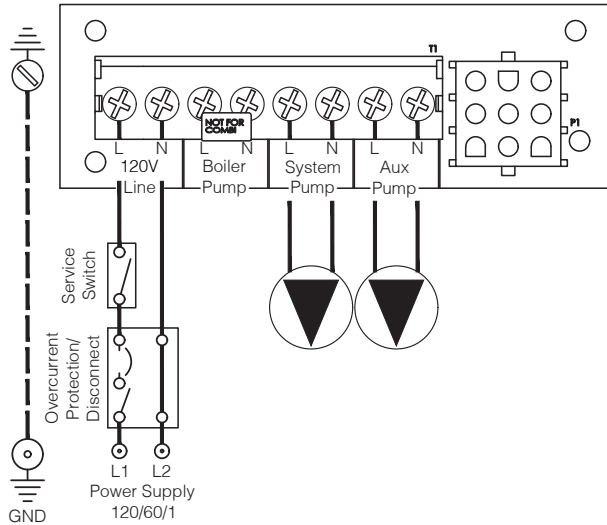 T1
P1
NOT FOR
COMBI
L N L N L N L N
120V
Line
Boiler
Pump
System
Pump
Aux
Pump
Service
Switch
Overcurrent
Protection/
Disconnect
L1 L2
Power Supply
120/60/1
GND